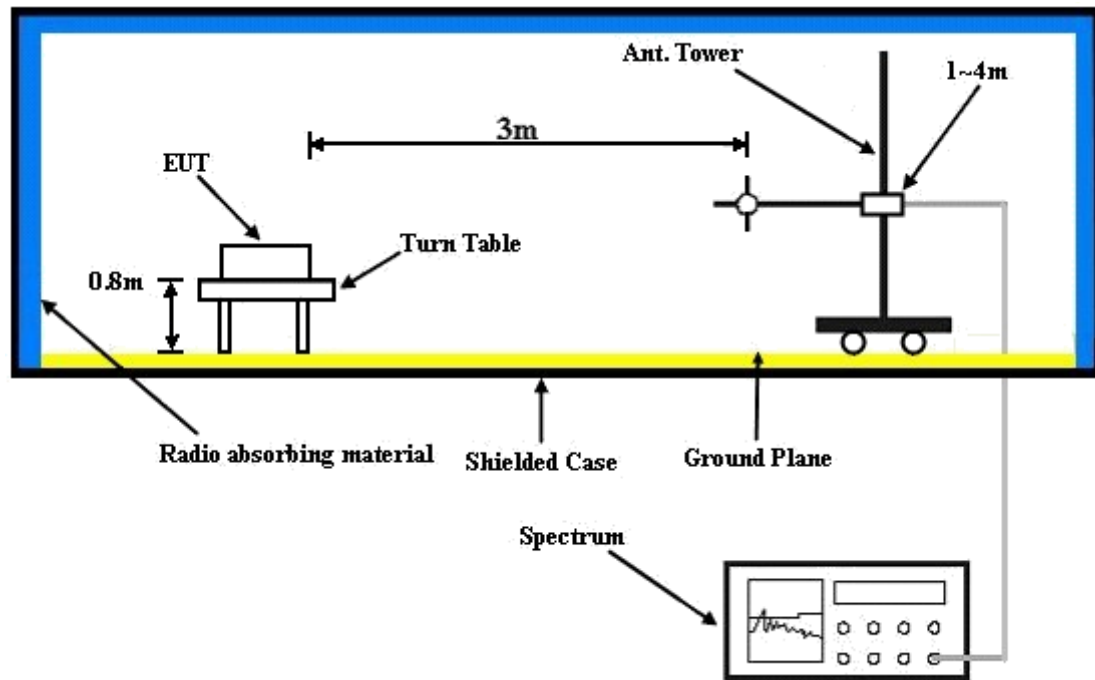 Ant. Tower
1~4m
3m
EUT
Turn Table
0.8m
Radio absorbing material
Shielded Case
Ground Plane
Spectrum